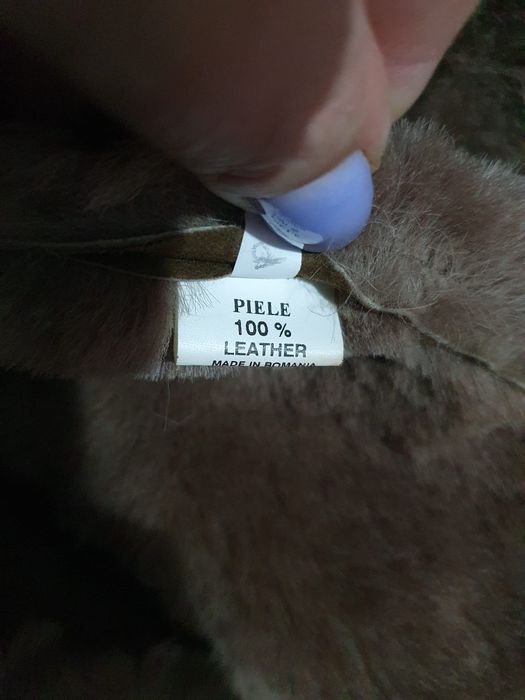 PIELE
100 %
LEATHER
MADE IN ROMANIA